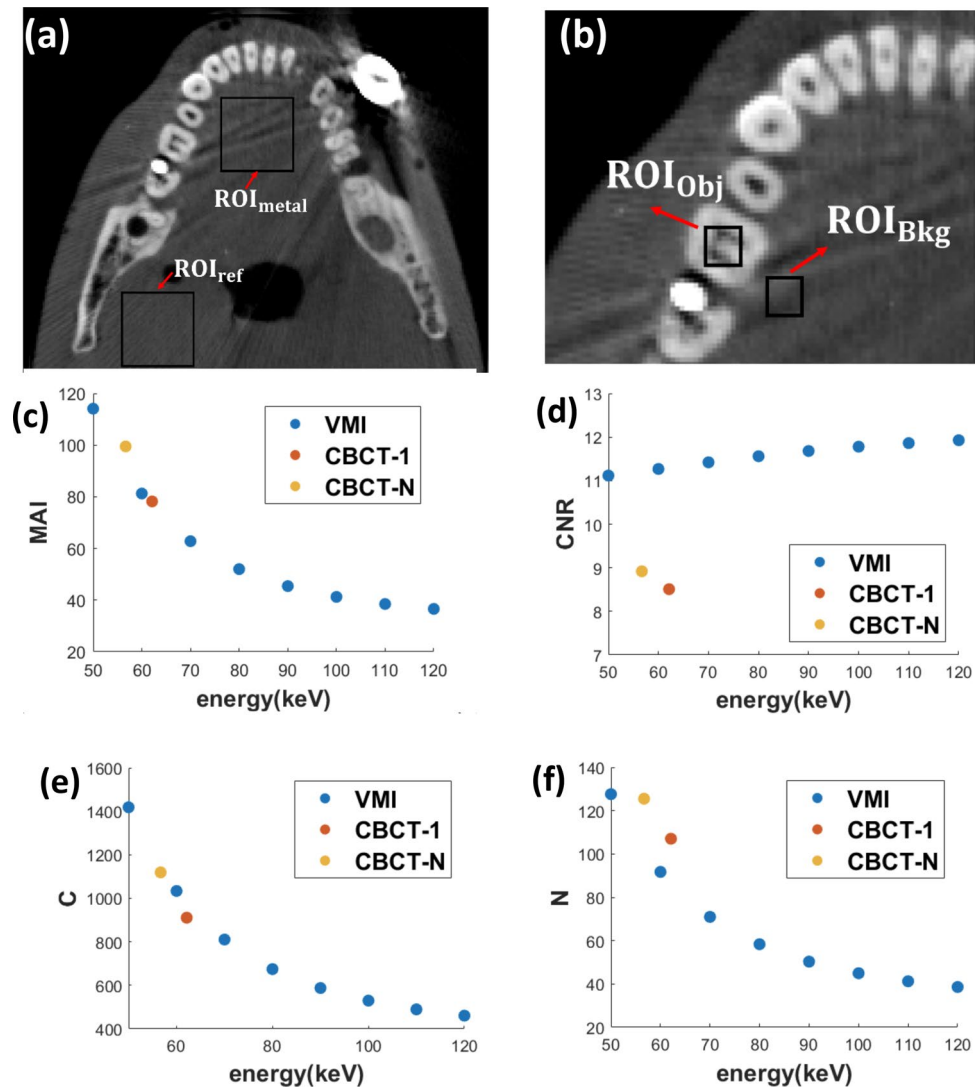 (a)
ROImetal
ROIref
(b)
ROIObj
ROIBkg
(c)
120
100
80
60
40
20
MAI
50 60 70 80 90 100 110 120
energy(keV)
VMI
CBCT-1
CBCT-N
(d)
13
12
11
10
9
8
7
CNR
50 60 70 80 90 100 110 120
energy(keV)
VMI
CBCT-1
CBCT-N
(e)
1600
1400
1200
1000
800
600
400
C
60 80 100 120
energy(keV)
VMI
CBCT-1
CBCT-N
(f)
140
120
100
80
60
40
20
N
50 60 70 80 90 100 110 120
energy(keV)
VMI
CBCT-1
CBCT-N